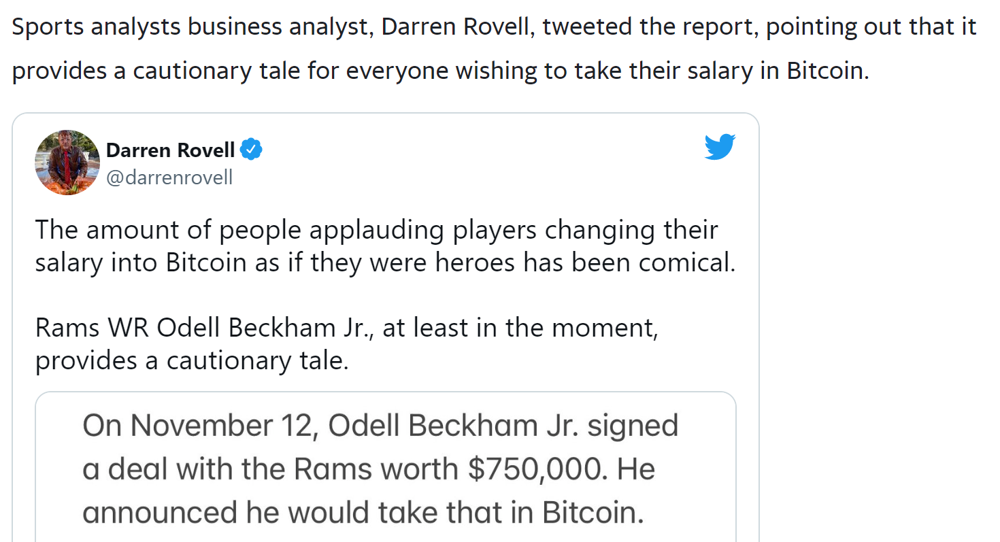 Sports analysts business analyst, Darren Rovell, tweeted the report, pointing out that it
provides a cautionary tale for everyone wishing to take their salary in Bitcoin.
Darren Rovell
@darrenrovell
The amount of people applauding players changing their
salary into Bitcoin as if they were heroes has been comical.
Rams WR Odell Beckham Jr., at least in the moment,
provides a cautionary tale.
On November 12, Odell Beckham Jr. signed
a deal with the Rams worth $750,000. He
announced he would take that in Bitcoin.